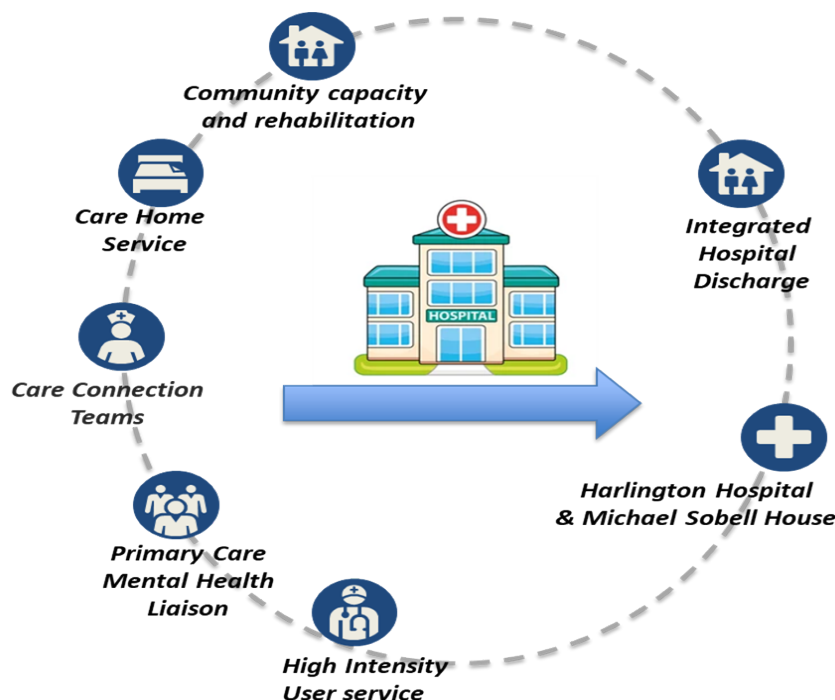 Community capacity
and rehabilitation
Care Home
Service
Integrated
Hospital
Discharge
HOSPITAL
Care Connection
Teams
Harlington Hospital
& Michael Sobell House
Primary Care
Mental Health
Liaison
High Intensity
User service